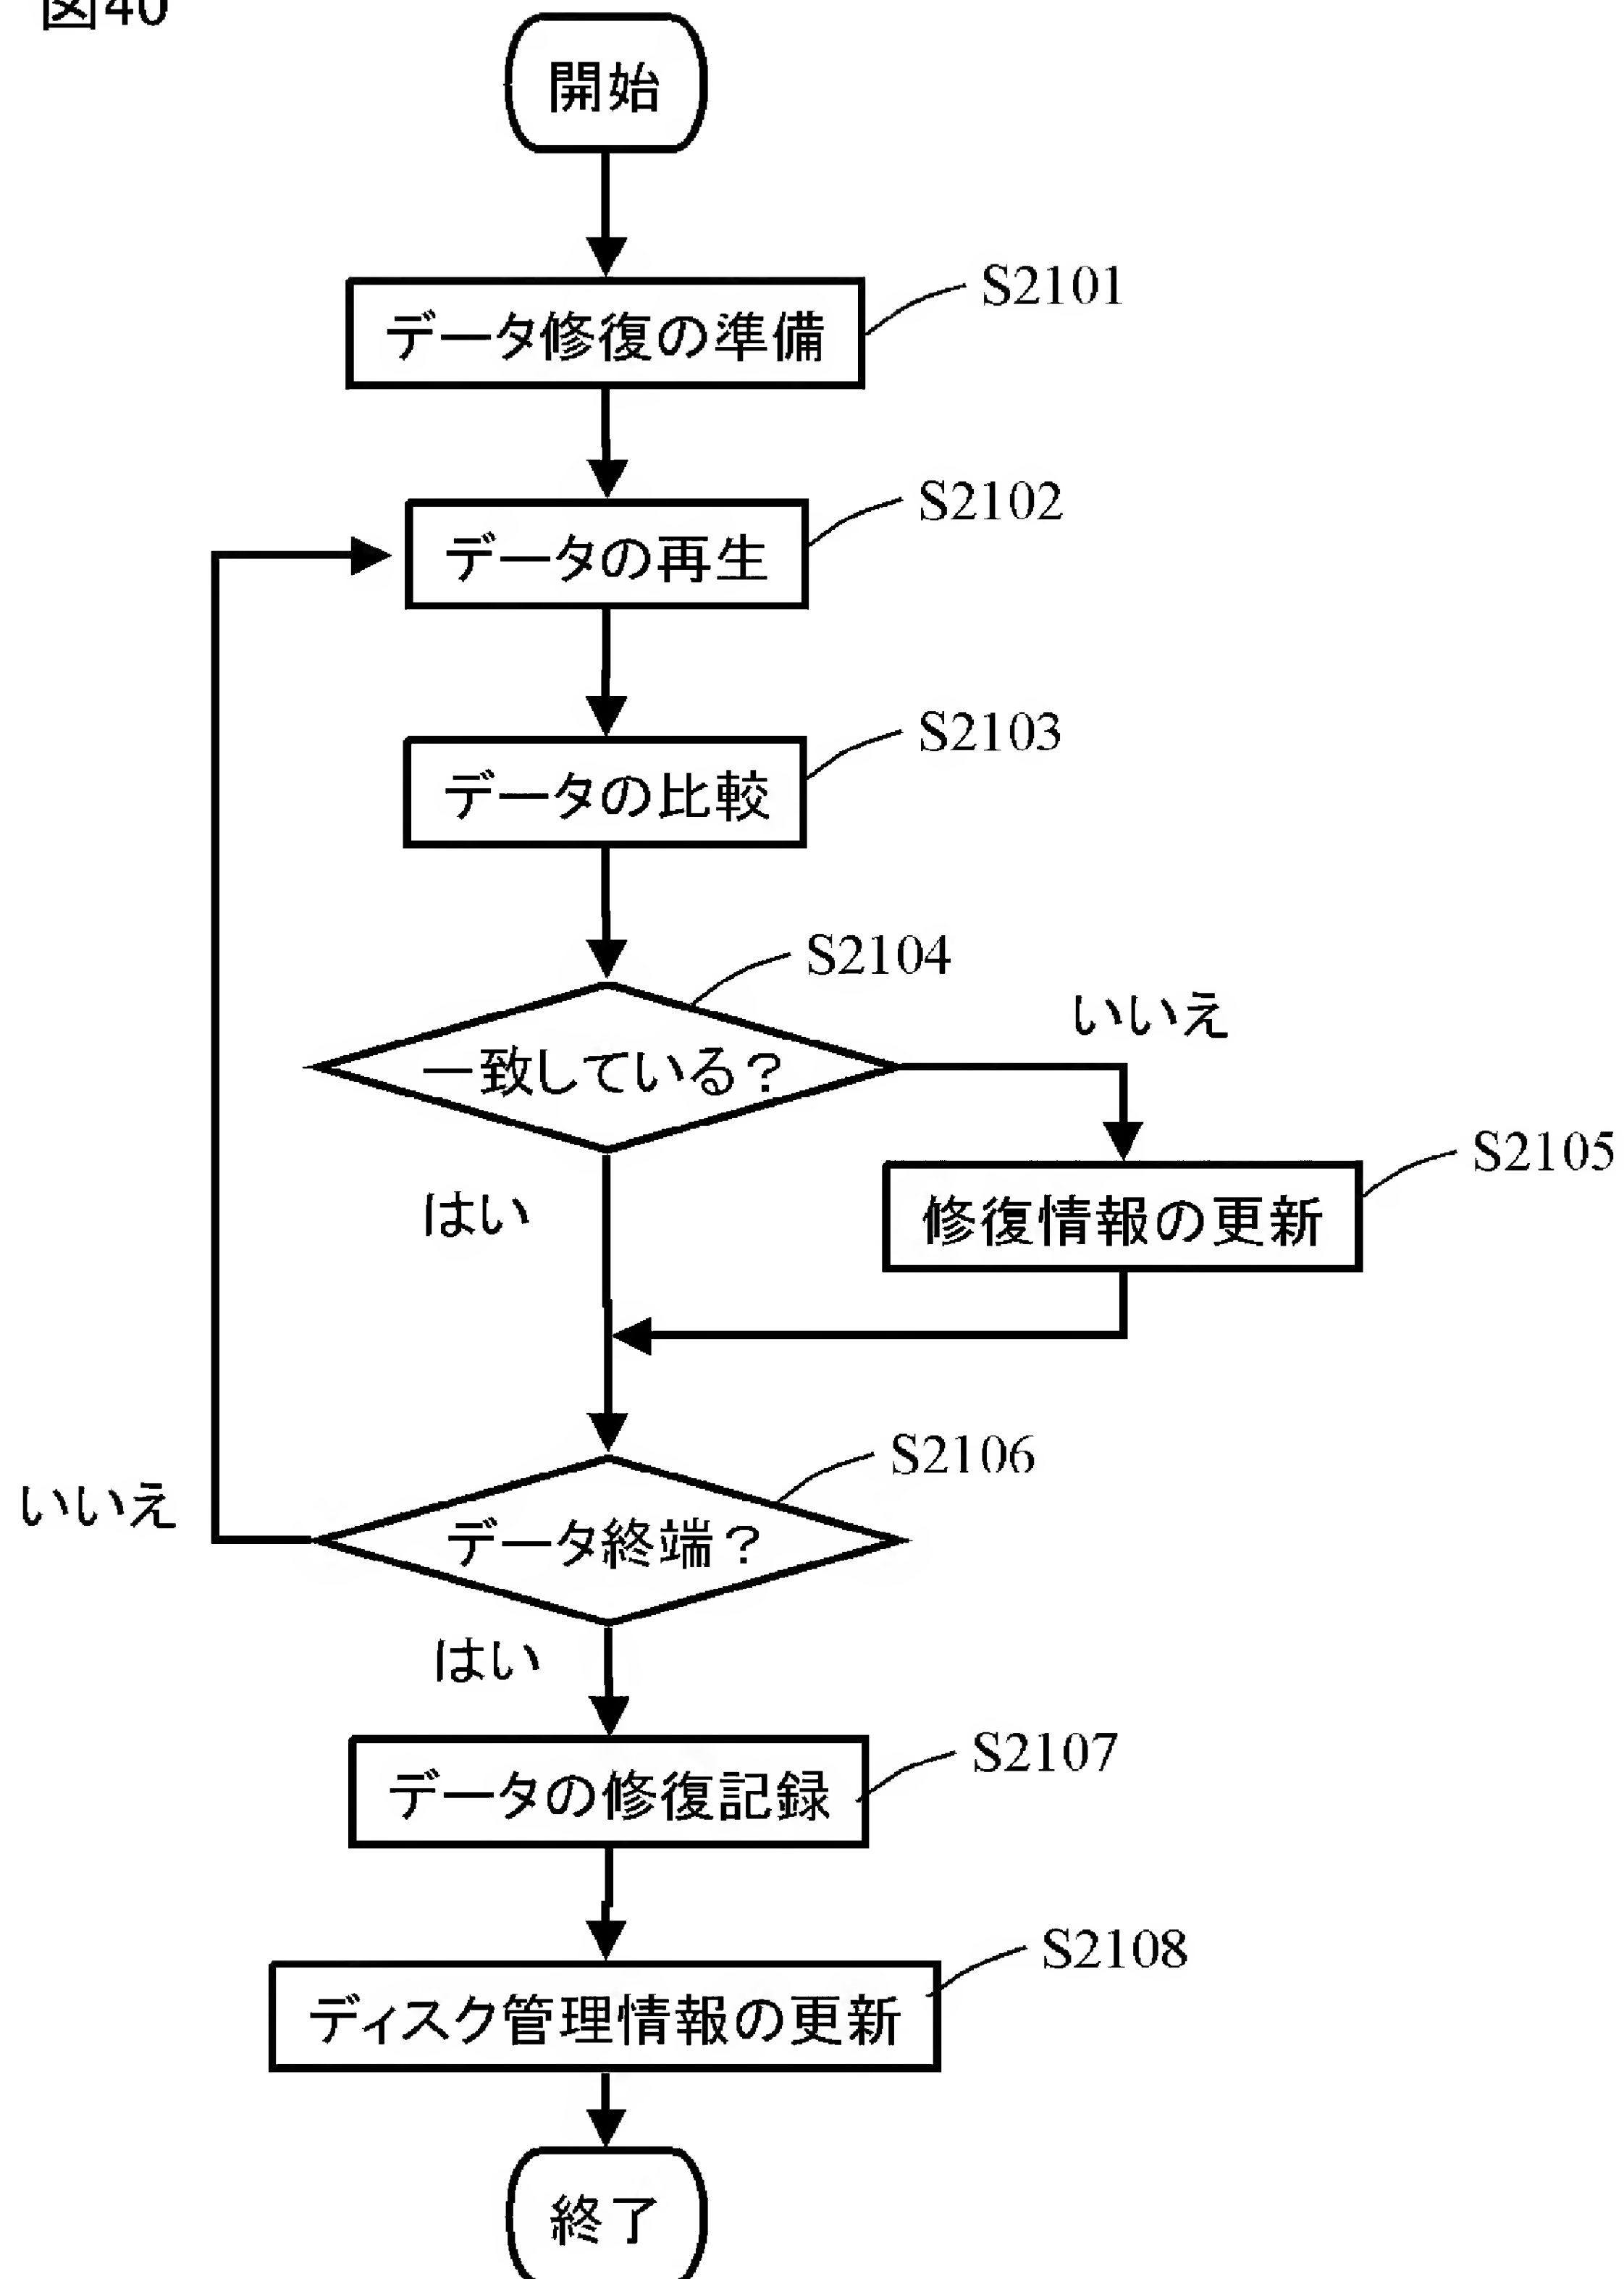 図40
開始
S2101
データ修復の準備
S2102
データの再生
S2103
データの比較
S2104
いいえ
一致している？
S2105
修復情報の更新
はい
S2106
いいえ
データ終端？
はい
S2107
データの修復記録
S2108
ディスク管理情報の更新
終了